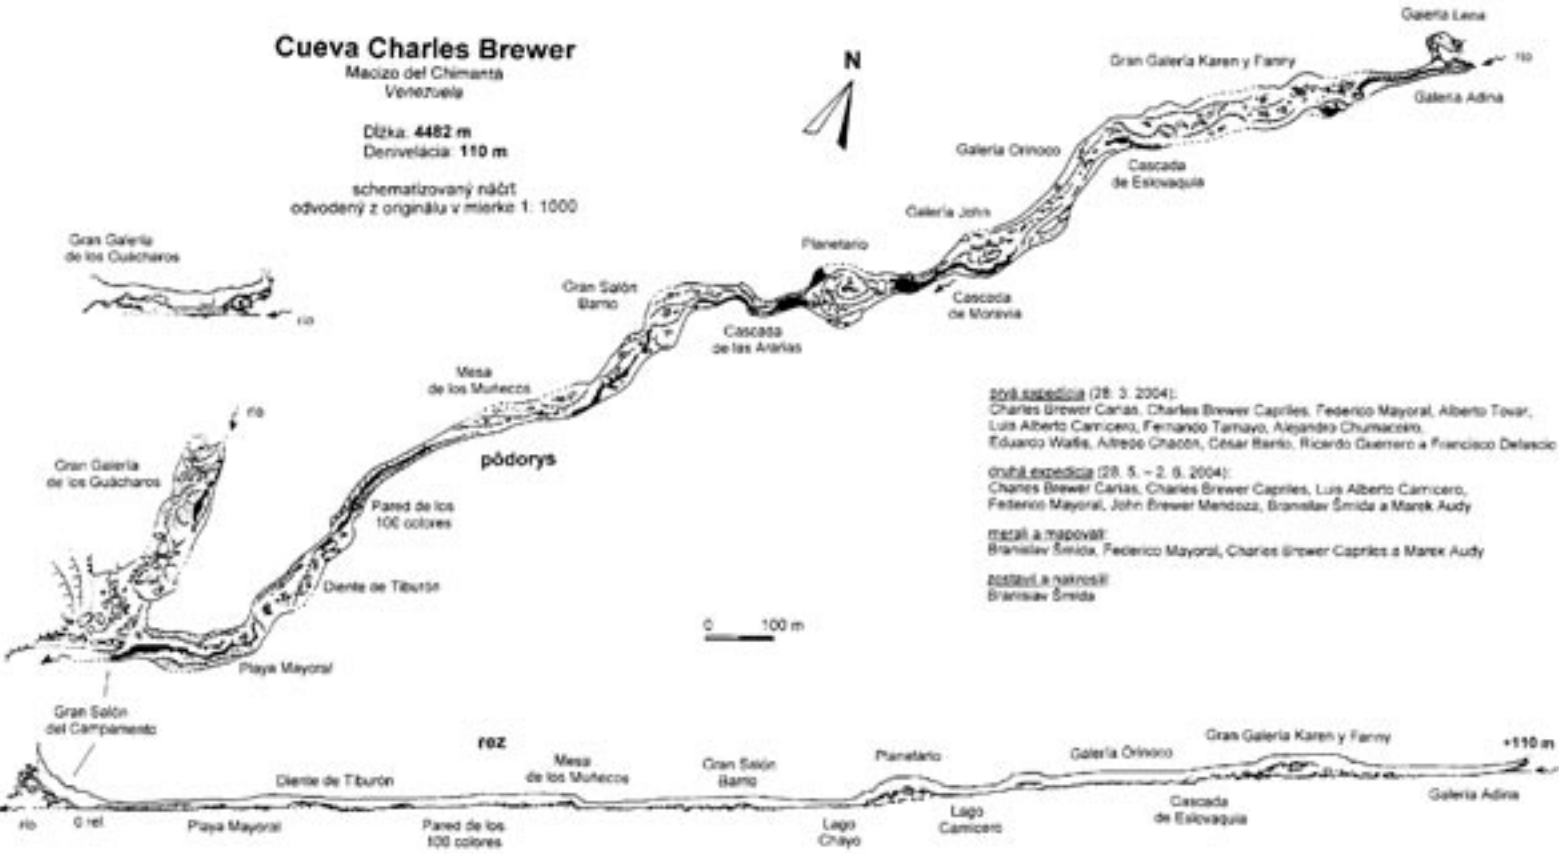 Cueva Charles Brewer
Macizo del Chimantá
Venezuela
Dĺžka: 4482 m
Denivelácia: 110 m
schematizovaný náčrt
odvodený z originálu v mierke 1: 1000
N
Galería Lena
río
Gran Galería Karen y Fanny
Galería Adina
Galería Orinoco
Cascada
de Eslovaquia
Galería John
Planetario
Cascada
de Moravia
Gran Galería
de los Guácharos
río
Gran Salón
Barrio
Cascada
de las Arañas
Mesa
de los Muñecos
río
Gran Galería
de los Guácharos
pôdorys
Pared de los
100 colores
Diente de Tiburón
Playa Mayoral
Gran Salón
del Campamento
0 100 m
prvá expedícia (28. 3. 2004):
Charles Brewer Carías, Charles Brewer Capriles, Federico Mayoral, Alberto Tovar,
Luis Alberto Carnicero, Fernando Tamayo, Alejandro Chumaceiro,
Eduardo Wallis, Alfredo Chacón, César Barrio, Ricardo Guerrero a Francisco Delascio
druhá expedícia (28. 5. – 2. 6. 2004):
Charles Brewer Carías, Charles Brewer Capriles, Luis Alberto Carnicero,
Federico Mayoral, John Brewer Mendoza, Branislav Šmída a Marek Audy
merali a mapovali:
Branislav Šmída, Federico Mayoral, Charles Brewer Capriles a Marek Audy
zostavil a nakreslil:
Branislav Šmída
rez
Diente de Tiburón
Mesa
de los Muñecos
Gran Salón
Barrio
Planetário
Galería Orinoco
Gran Galería Karen y Fanny
+110 m
río
0 rel.
Playa Mayoral
Pared de los
100 colores
Lago
Chayo
Lago
Carnicero
Cascada
de Eslovaquia
Galería Adina